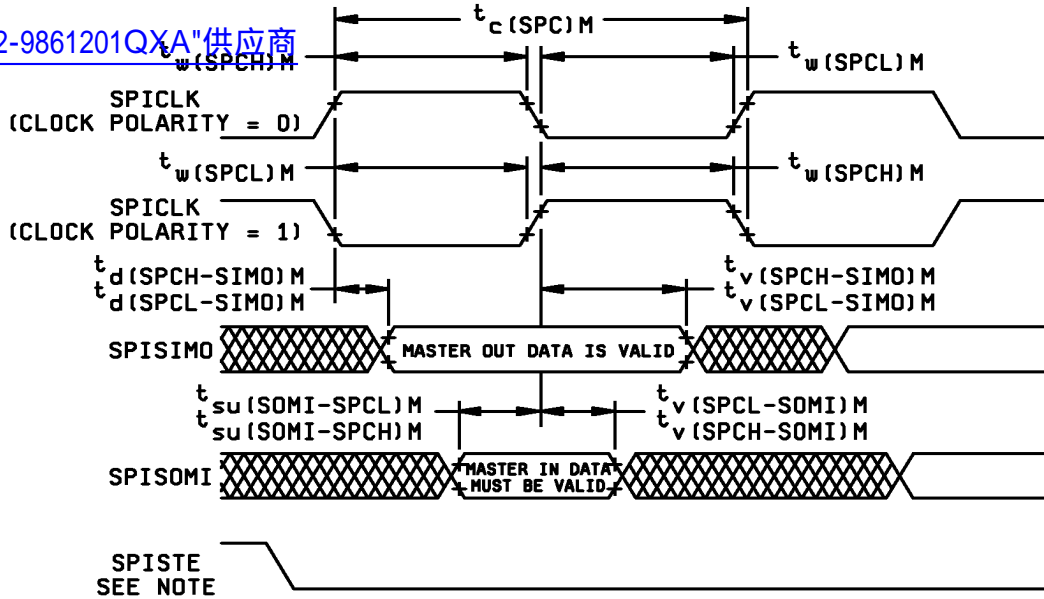 t c(SPC)M
2-9861201QXA"供应商
t w(SPCH)M
t w(SPCL)M
SPICLK
(CLOCK POLARITY = 0)
t w(SPCL)M
t w(SPCH)M
SPICLK
(CLOCK POLARITY = 1)
t d(SPCH-SIMO)M
t d(SPCL-SIMO)M
t v(SPCH-SIMO)M
t v(SPCL-SIMO)M
SPISIMO
MASTER OUT DATA IS VALID
t su(SOMI-SPCL)M
t su(SOMI-SPCH)M
t v(SPCL-SOMI)M
t v(SPCH-SOMI)M
SPISOMI
MASTER IN DATA
MUST BE VALID
SPISTE
SEE NOTE